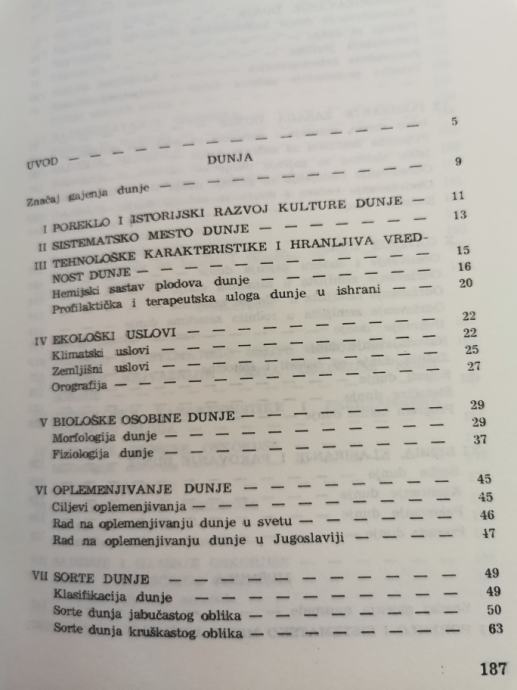 UVOD — — — — — — — — — — — — — — 5
DUNJA
Značaj gajenja dunje — — — — — — — — — — — 9
I POREKLO I ISTORIJSKI RAZVOJ KULTURE DUNJE — 11
II SISTEMATSKO MESTO DUNJE — — — — — — — 13
III TEHNOLOŠKE KARAKTERISTIKE I HRANLJIVA VRED-
NOST DUNJE — — — — — — — — — — — — 15
Hemijski sastav plodova dunje — — — — — — — 16
Profilaktička i terapeutska uloga dunje u ishrani — — 20
IV EKOLOŠKI USLOVI — — — — — — — — — — 22
Klimatski uslovi — — — — — — — — — — — 22
Zemljišni uslovi — — — — — — — — — — — 25
Orografija — — — — — — — — — — — — — 27
V BIOLOŠKE OSOBINE DUNJE — — — — — — — — 29
Morfologija dunje — — — — — — — — — — — 29
Fiziologija dunje — — — — — — — — — — — 37
VI OPLEMENJIVANJE DUNJE — — — — — — — — 45
Ciljevi oplemenjivanja — — — — — — — — — — 45
Rad na oplemenjivanju dunje u svetu — — — — — 46
Rad na oplemenjivanju dunje u Jugoslaviji — — — — 47
VII SORTE DUNJE — — — — — — — — — — — 49
Klasifikacija dunje — — — — — — — — — — 49
Sorte dunja jabučastog oblika — — — — — — — — 50
Sorte dunja kruškastog oblika — — — — — — — — 63
187